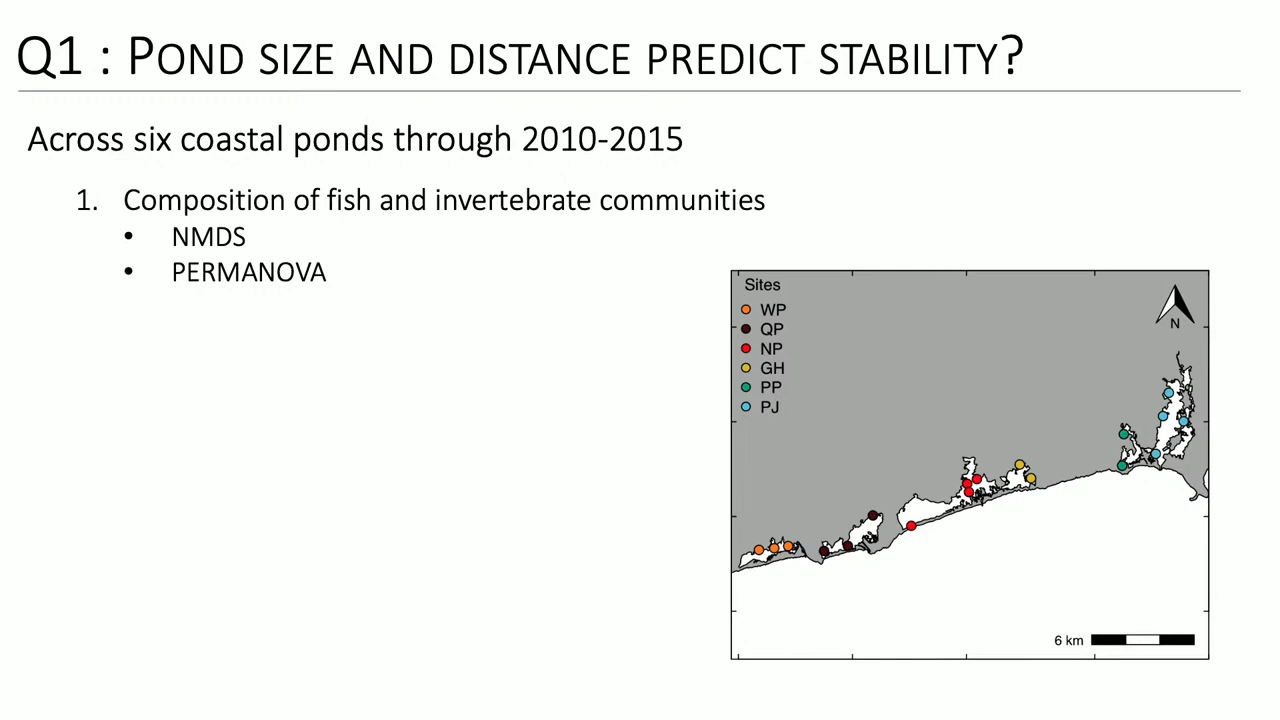 Q1 : POND SIZE AND DISTANCE PREDICT STABILITY?
Across six coastal ponds through 2010-2015
1. Composition of fish and invertebrate communities
• NMDS
• PERMANOVA
Sites
WP
QP
NP
GH
PP
PJ
N
6 km